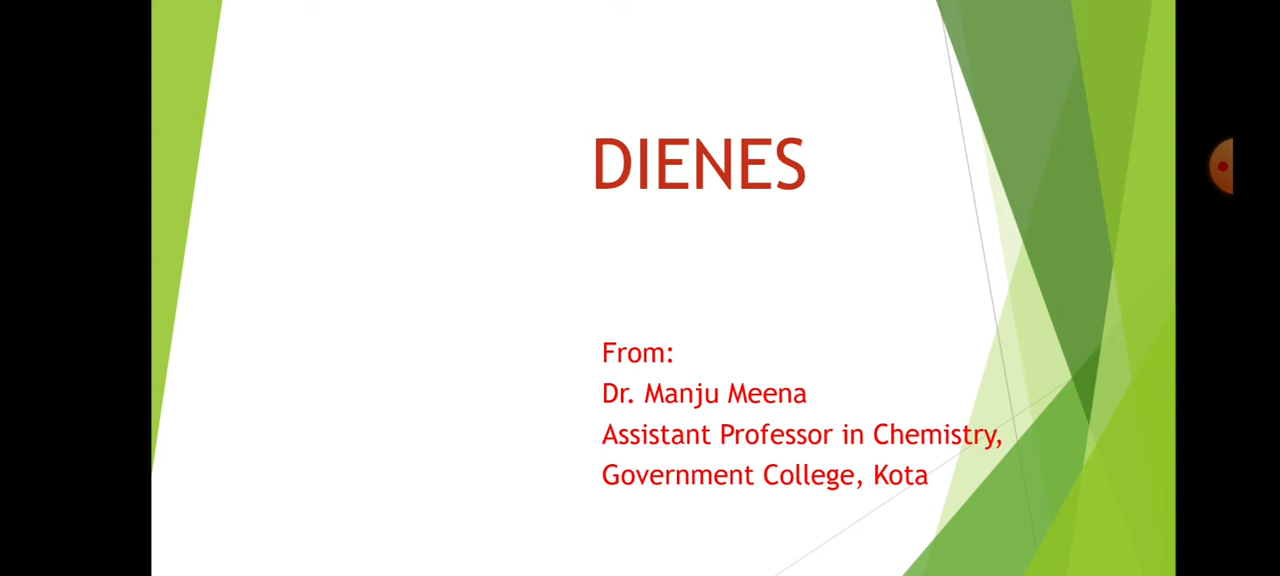 DIENES
From:
Dr. Manju Meena
Assistant Professor in Chemistry,
Government College, Kota